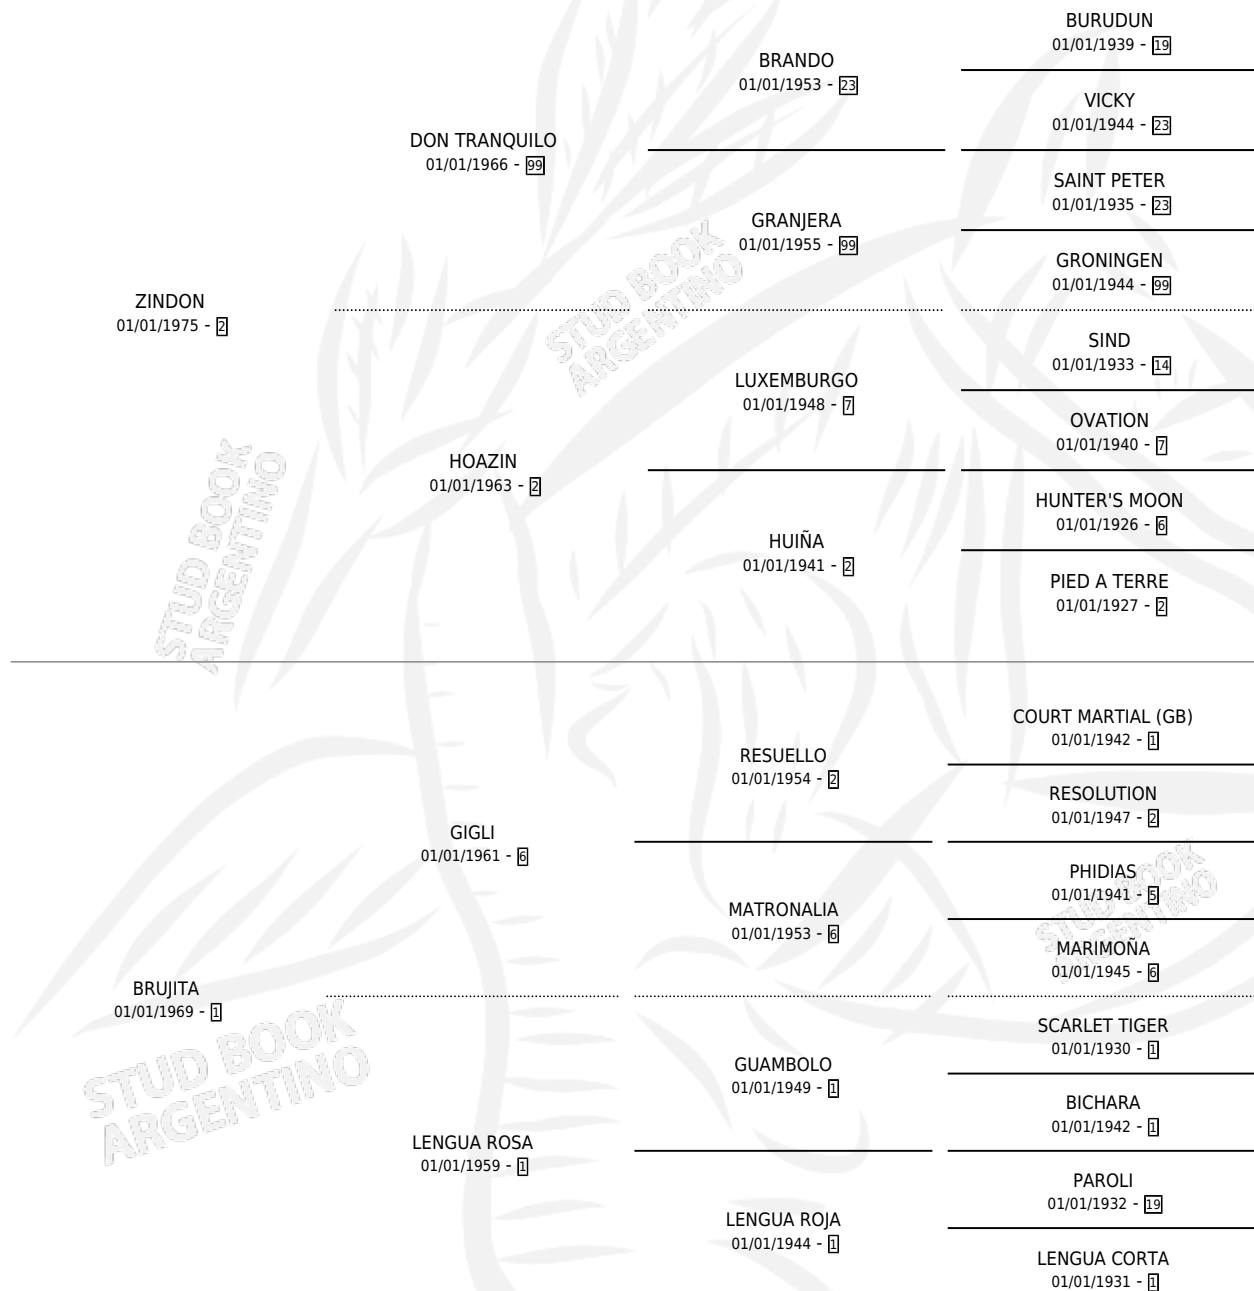 BURUDUN
01/01/1939 - 19
BRANDO
01/01/1953 - 23
VICKY
01/01/1944 - 23
DON TRANQUILO
01/01/1966 - 99
SAINT PETER
01/01/1935 - 23
GRANJERA
01/01/1955 - 99
GRONINGEN
01/01/1944 - 99
ZINDON
01/01/1975 - 2
SIND
01/01/1933 - 14
LUXEMBURGO
01/01/1948 - 7
OVATION
01/01/1940 - 7
HOAZIN
01/01/1963 - 2
HUNTER'S MOON
01/01/1926 - 6
HUIÑA
01/01/1941 - 2
PIED A TERRE
01/01/1927 - 2
STUD BOOK
ARGENTINO
STUD BOOK
ARGENTINO
COURT MARTIAL (GB)
01/01/1942 - 1
RESUELLO
01/01/1954 - 2
RESOLUTION
01/01/1947 - 2
GIGLI
01/01/1961 - 6
PHIDIAS
01/01/1941 - 5
MATRONALIA
01/01/1953 - 6
MARIMOÑA
01/01/1945 - 6
BRUJITA
01/01/1969 - 1
SCARLET TIGER
01/01/1930 - 1
GUAMBOLO
01/01/1949 - 1
BICHARA
01/01/1942 - 1
LENGUA ROSA
01/01/1959 - 1
PAROLI
01/01/1932 - 19
LENGUA ROJA
01/01/1944 - 1
LENGUA CORTA
01/01/1931 - 1
STUD BOOK
ARGENTINO
STUD BOOK
ARGENTINO